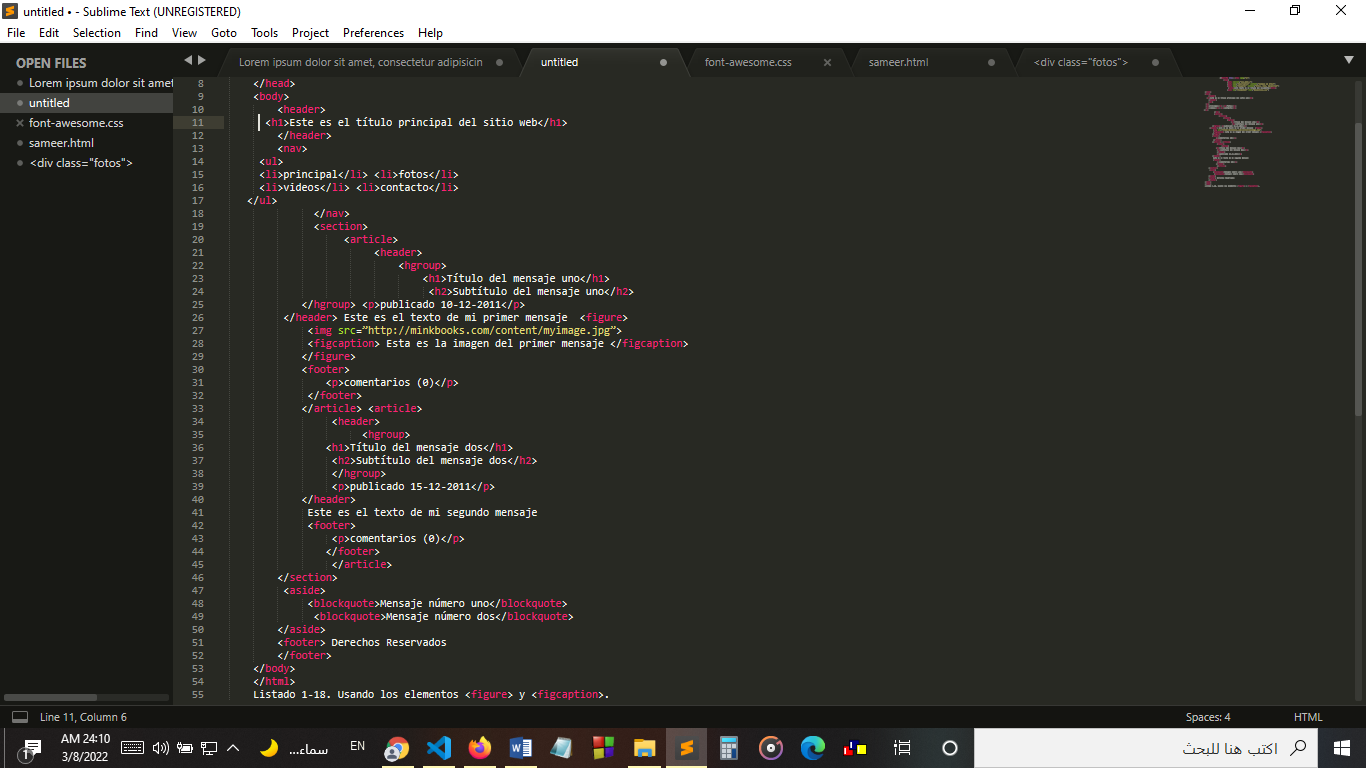 untitled • - Sublime Text (UNREGISTERED)
File Edit Selection Find View Goto Tools Project Preferences Help
OPEN FILES
Lorem ipsum dolor sit amet
untitled
font-awesome.css
sameer.html
<div class="fotos">
Lorem ipsum dolor sit amet, consectetur adipisicin
untitled
font-awesome.css
sameer.html
<div class="fotos">
8 </head>
9 <body>
10 <header>
11 <h1>Este es el título principal del sitio web</h1>
12 </header>
13 <nav>
14 <ul>
15 <li>principal</li> <li>fotos</li>
16 <li>videos</li> <li>contacto</li>
17 </ul>
18 </nav>
19 <section>
20 <article>
21 <header>
22 <hgroup>
23 <h1>Título del mensaje uno</h1>
24 <h2>Subtítulo del mensaje uno</h2>
25 </hgroup> <p>publicado 10-12-2011</p>
26 </header> Este es el texto de mi primer mensaje <figure>
27 <img src=”http://minkbooks.com/content/myimage.jpg”>
28 <figcaption> Esta es la imagen del primer mensaje </figcaption>
29 </figure>
30 <footer>
31 <p>comentarios (0)</p>
32 </footer>
33 </article> <article>
34 <header>
35 <hgroup>
36 <h1>Título del mensaje dos</h1>
37 <h2>Subtítulo del mensaje dos</h2>
38 </hgroup>
39 <p>publicado 15-12-2011</p>
40 </header>
41 Este es el texto de mi segundo mensaje
42 <footer>
43 <p>comentarios (0)</p>
44 </footer>
45 </article>
46 </section>
47 <aside>
48 <blockquote>Mensaje número uno</blockquote>
49 <blockquote>Mensaje número dos</blockquote>
50 </aside>
51 <footer> Derechos Reservados
52 </footer>
53 </body>
54 </html>
55 Listado 1-18. Usando los elementos <figure> y <figcaption>.
Line 11, Column 6
Spaces: 4
HTML
1
AM 24:10
3/8/2022
سماء...
EN
اكتب هنا للبحث